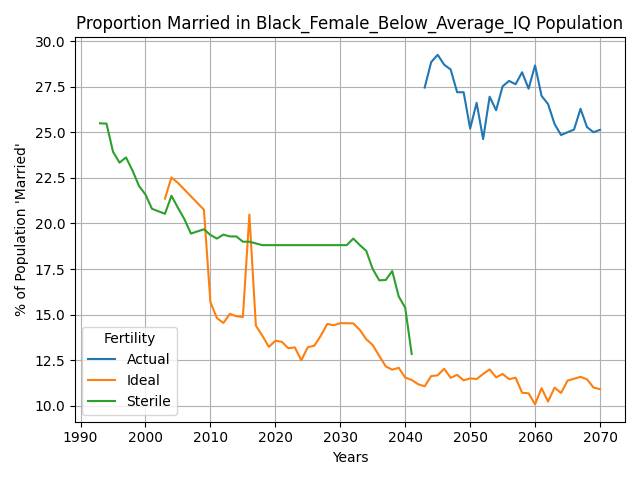 Proportion Married in Black_Female_Below_Average_IQ Population
% of Population 'Married'
30.0
27.5
25.0
22.5
20.0
17.5
15.0
12.5
10.0
Fertility
Actual
Ideal
Sterile
1990 2000 2010 2020 2030 2040 2050 2060 2070
Years